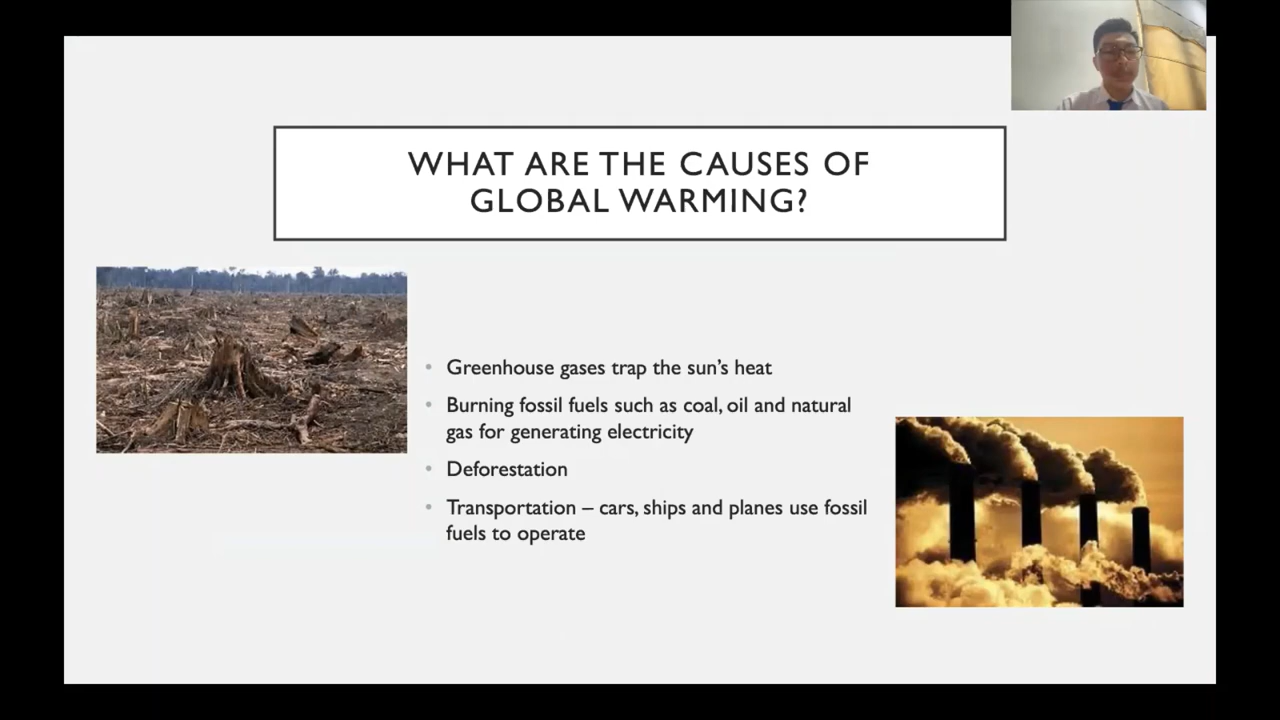 WHAT ARE THE CAUSES OF
GLOBAL WARMING?
• Greenhouse gases trap the sun’s heat
• Burning fossil fuels such as coal, oil and natural
gas for generating electricity
• Deforestation
• Transportation – cars, ships and planes use fossil
fuels to operate